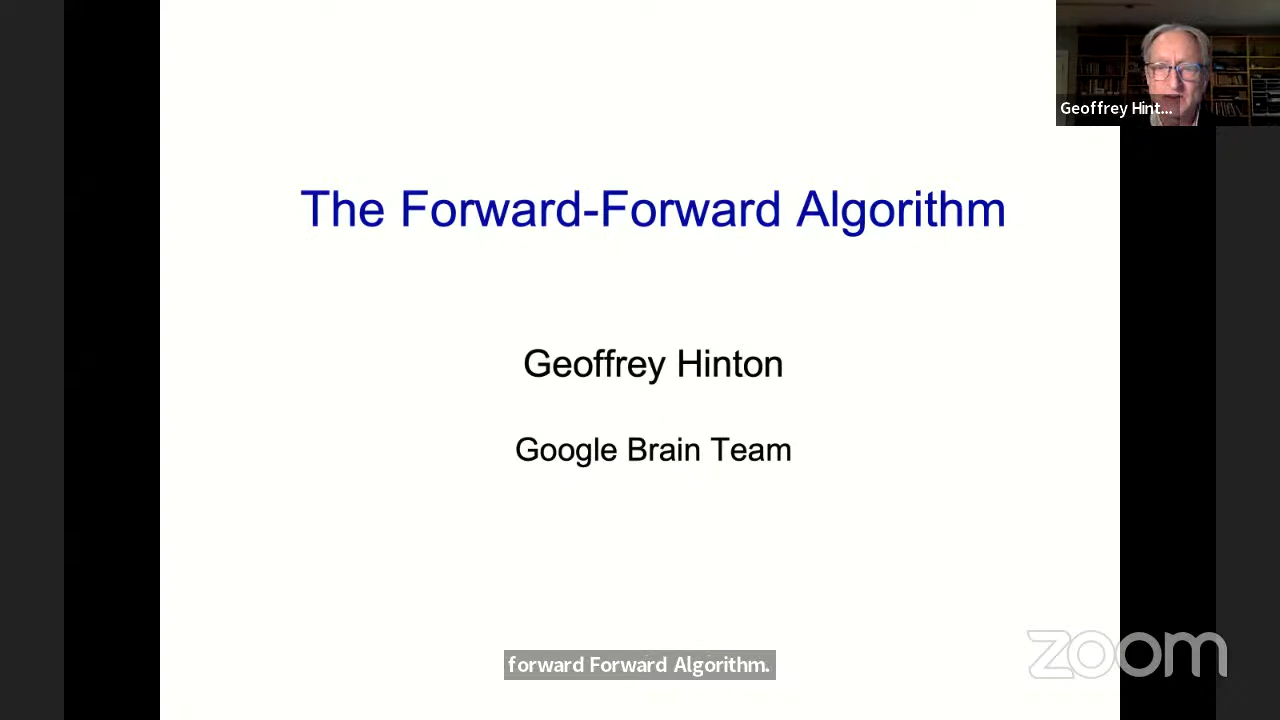 Geoffrey Hint...
The Forward-Forward Algorithm
Geoffrey Hinton
Google Brain Team
zoom
forward Forward Algorithm.